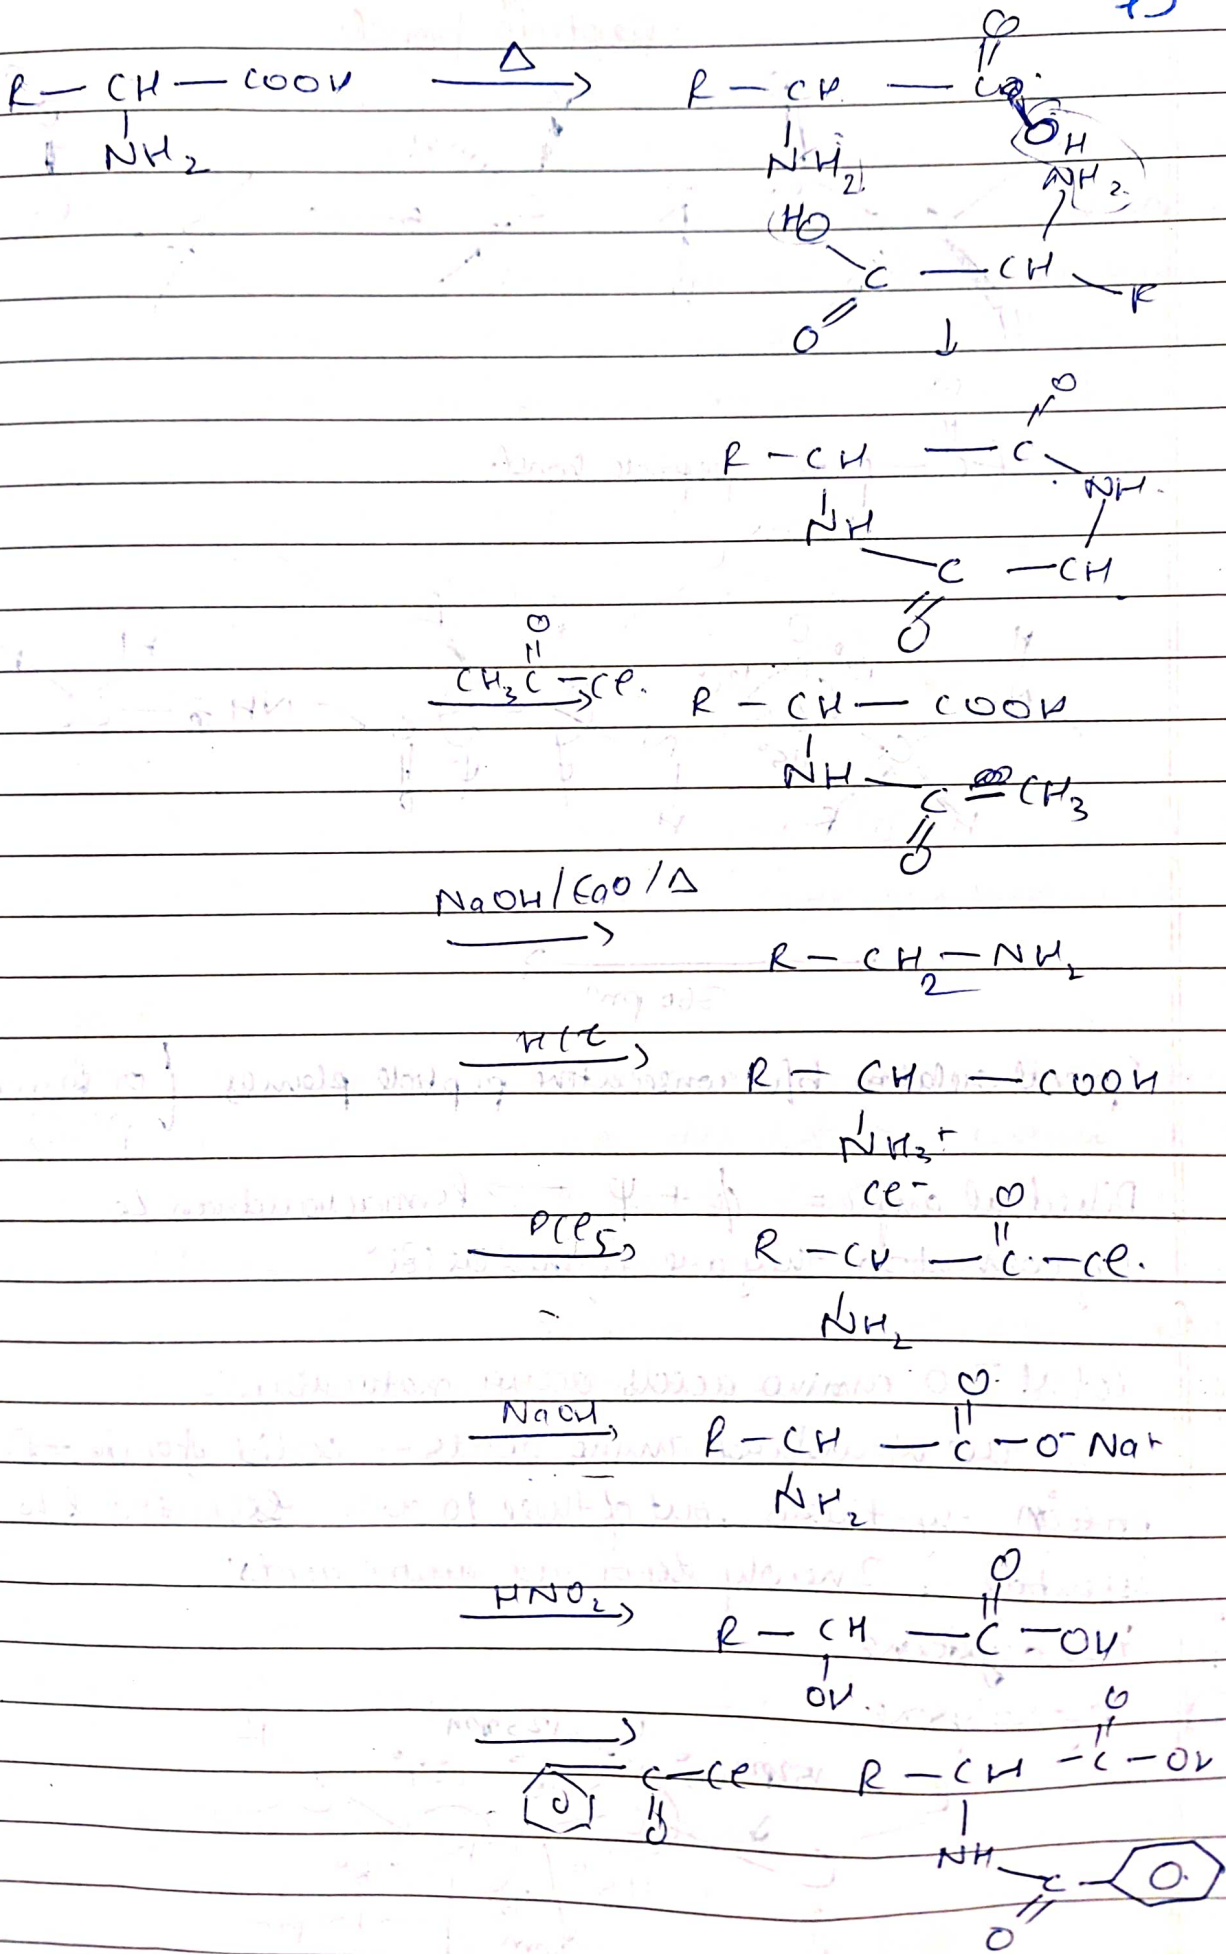 R — CH — COOH Δ→ R — CH — C
O
||
OH
NH2 NH2 H
NH2
HO
C — CH
R
O ↓
O
R — CH — C
NH
NH
C — CH
O
O
||
CH3C — Cl → R — CH — COOH
NH
C — CH3
O
NaOH / CaO / Δ
→ R — CH2 — NH2
HCl → R — CH — COOH
NH3+
Cl- O
PCl5 → R — CH — C — Cl
NH2
O
NaOH → R — CH — C — O- Na+
NH2
O
HNO2 → R — CH — C — OH
OH
O
→ R — CH — C — OH
C — Cl
O
NH
C
O